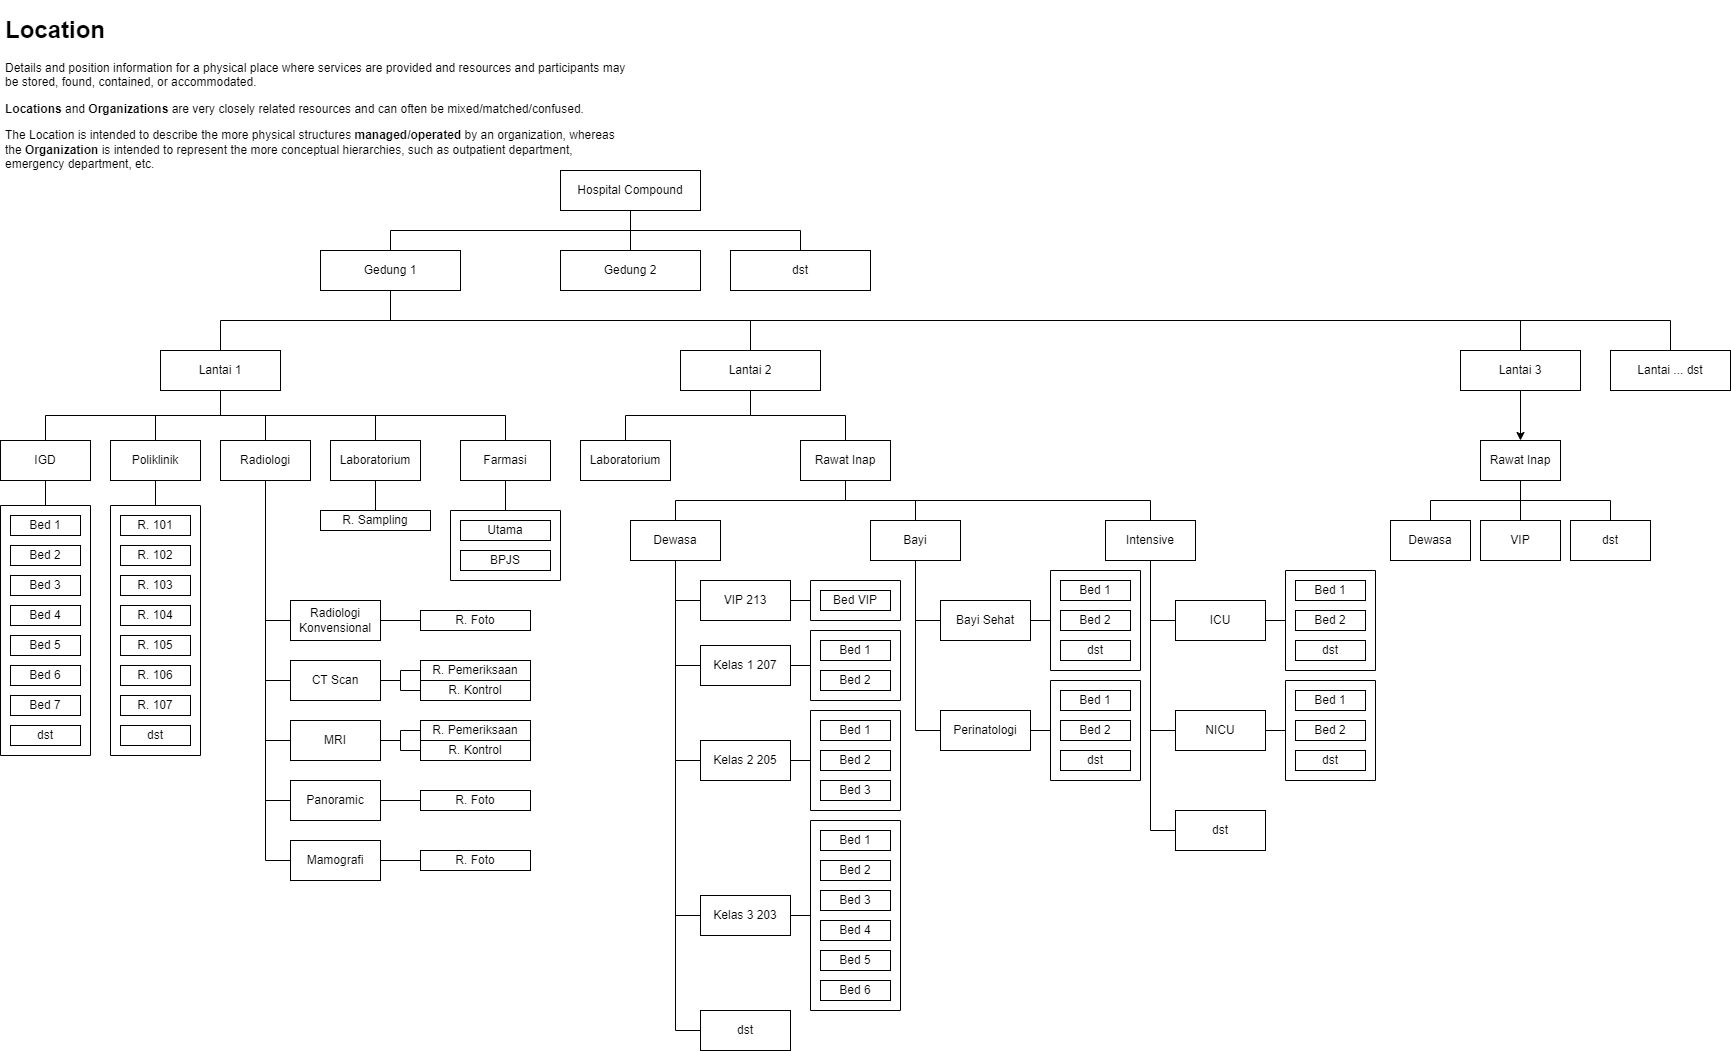 Location
Details and position information for a physical place where services are provided and resources and participants may
be stored, found, contained, or accommodated.
Locations and Organizations are very closely related resources and can often be mixed/matched/confused.
The Location is intended to describe the more physical structures managed/operated by an organization, whereas
the Organization is intended to represent the more conceptual hierarchies, such as outpatient department,
emergency department, etc.
Hospital Compound
Gedung 1
Gedung 2
dst
Lantai 1
Lantai 2
Lantai 3
Lantai ... dst
IGD
Poliklinik
Radiologi
Laboratorium
Farmasi
Laboratorium
Rawat Inap
Rawat Inap
Bed 1
Bed 2
Bed 3
Bed 4
Bed 5
Bed 6
Bed 7
dst
R. 101
R. 102
R. 103
R. 104
R. 105
R. 106
R. 107
dst
R. Sampling
Utama
BPJS
Radiologi
Konvensional
R. Foto
CT Scan
R. Pemeriksaan
R. Kontrol
MRI
R. Pemeriksaan
R. Kontrol
Panoramic
R. Foto
Mamografi
R. Foto
Dewasa
Bayi
Intensive
VIP 213
Bed VIP
Kelas 1 207
Bed 1
Bed 2
Kelas 2 205
Bed 1
Bed 2
Bed 3
Kelas 3 203
Bed 1
Bed 2
Bed 3
Bed 4
Bed 5
Bed 6
dst
Bayi Sehat
Bed 1
Bed 2
dst
Perinatologi
Bed 1
Bed 2
dst
ICU
Bed 1
Bed 2
dst
NICU
Bed 1
Bed 2
dst
dst
Dewasa
VIP
dst